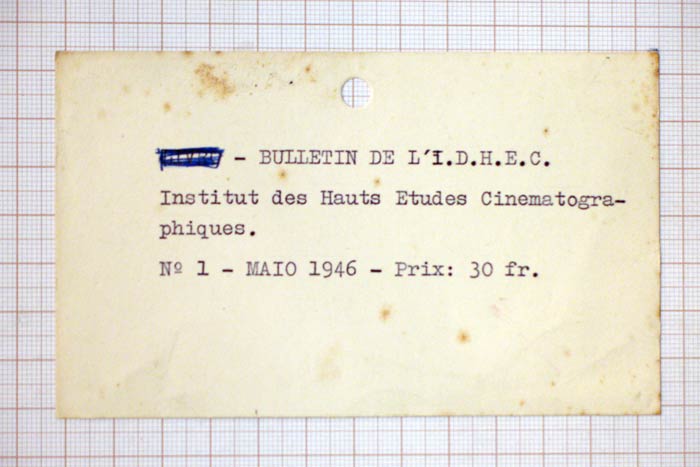 - BULLETIN DE L'I.D.H.E.C.
Institut des Hauts Etudes Cinematogra-
phiques.
Nº 1 - MAIO 1946 - Prix: 30 fr.